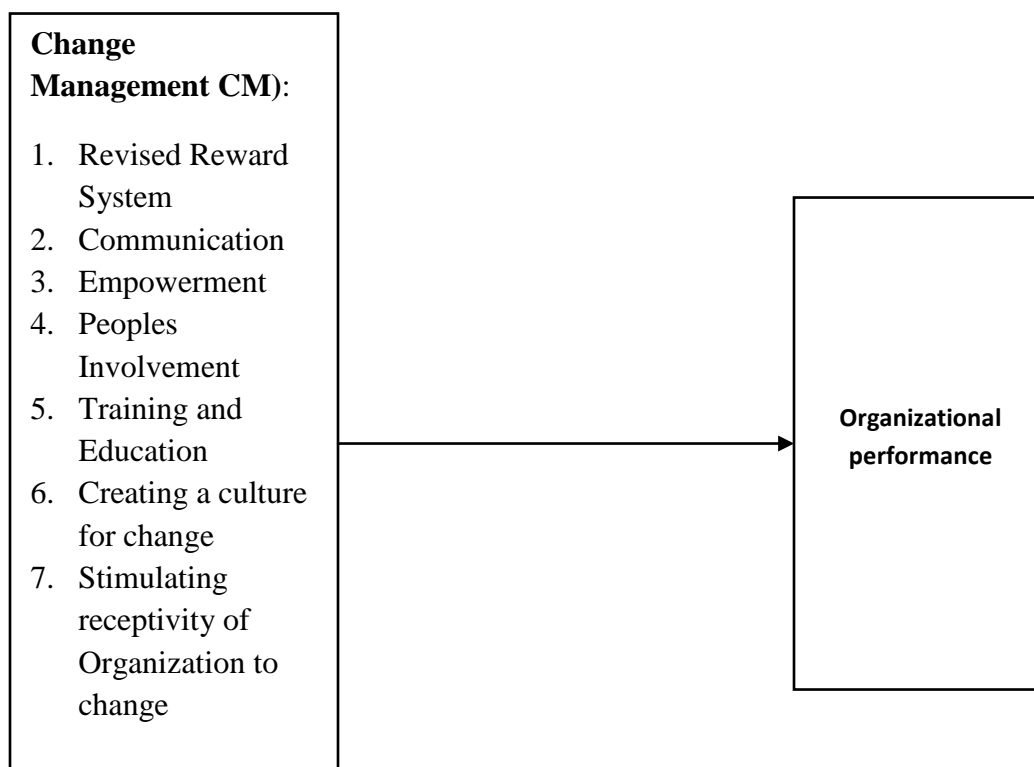 Change
Management CM):
1. Revised Reward
System
2. Communication
3. Empowerment
4. Peoples
Involvement
5. Training and
Education
6. Creating a culture
for change
7. Stimulating
receptivity of
Organization to
change
Organizational
performance